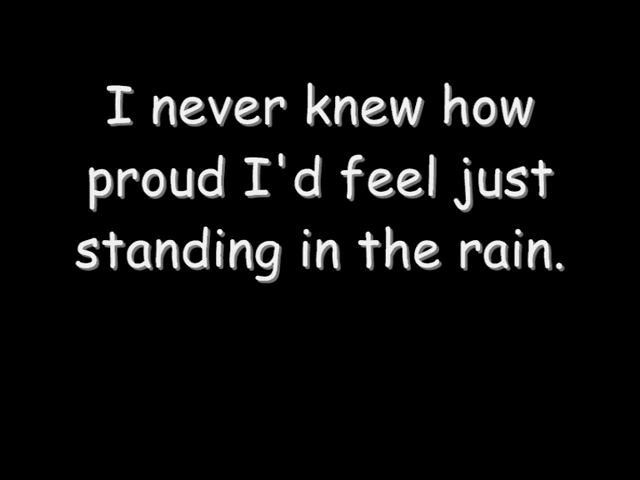 I never knew how
proud I'd feel just
standing in the rain.